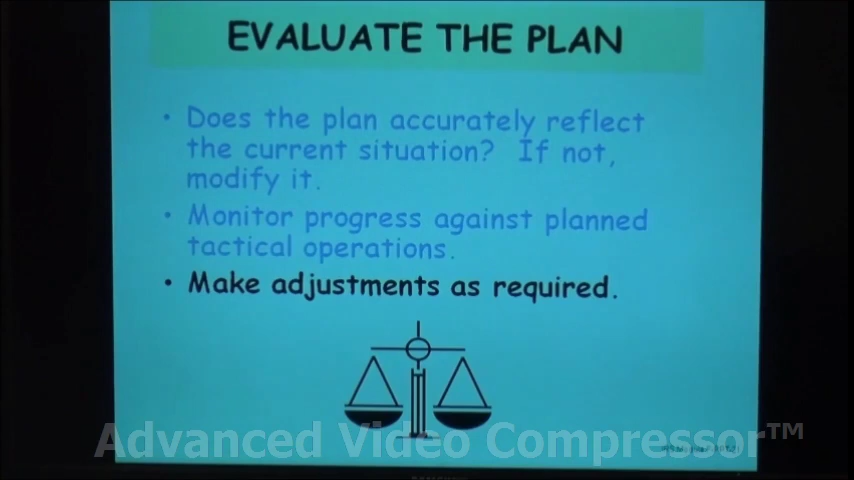 EVALUATE THE PLAN
• Does the plan accurately reflect
the current situation? If not,
modify it.
• Monitor progress against planned
tactical operations.
• Make adjustments as required.
Advanced Video Compressor™